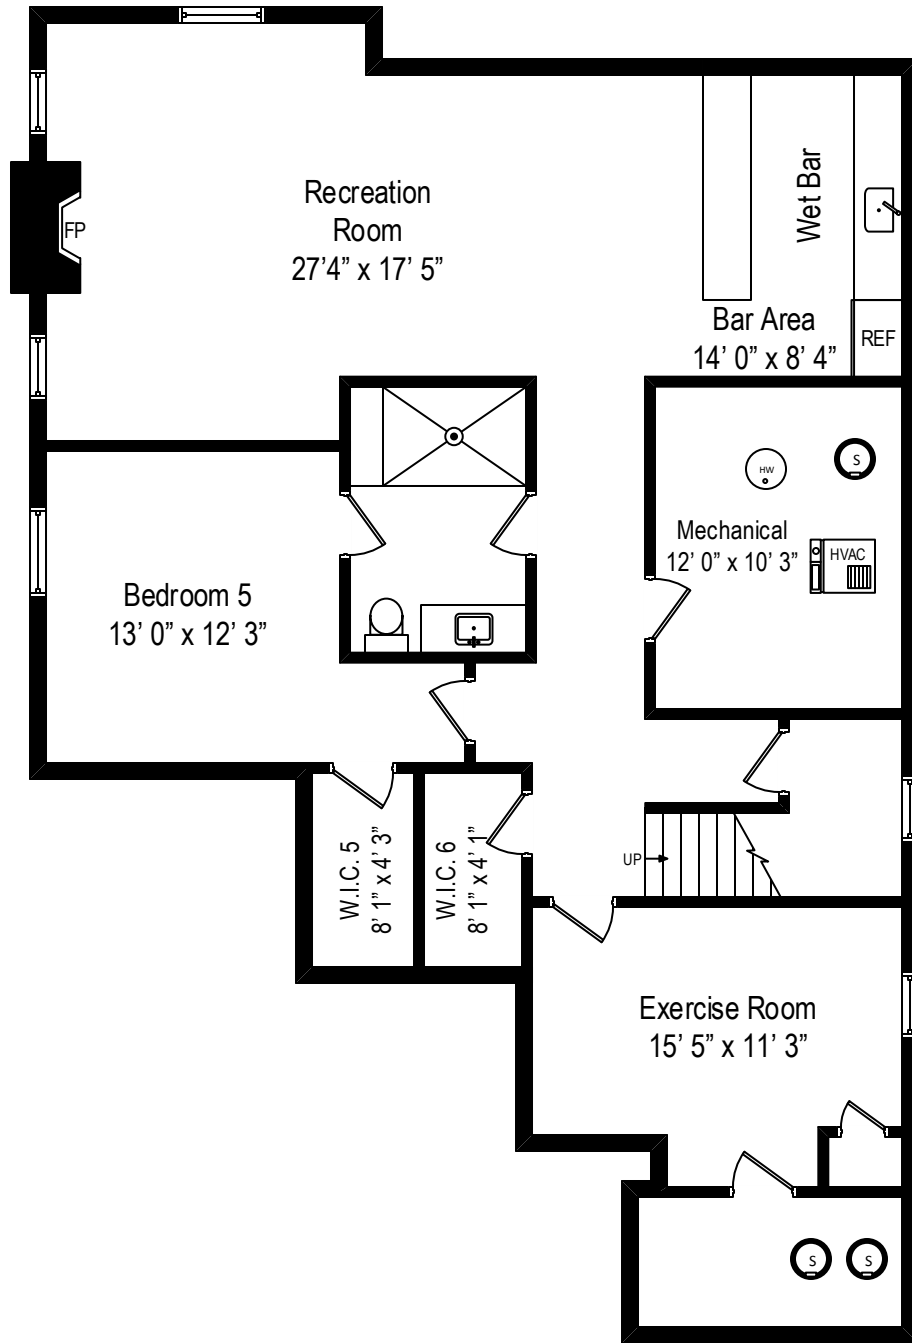 Recreation
Room
27’4” x 17’ 5”
FP
Wet Bar
Bar Area
14’ 0” x 8’ 4”
REF
HW
S
Mechanical
12’ 0” x 10’ 3”
HVAC
Bedroom 5
13’ 0” x 12’ 3”
W.I.C. 5
8’ 1” x 4’ 3”
W.I.C. 6
8’ 1” x 4’ 1”
UP
Exercise Room
15’ 5” x 11’ 3”
S
S